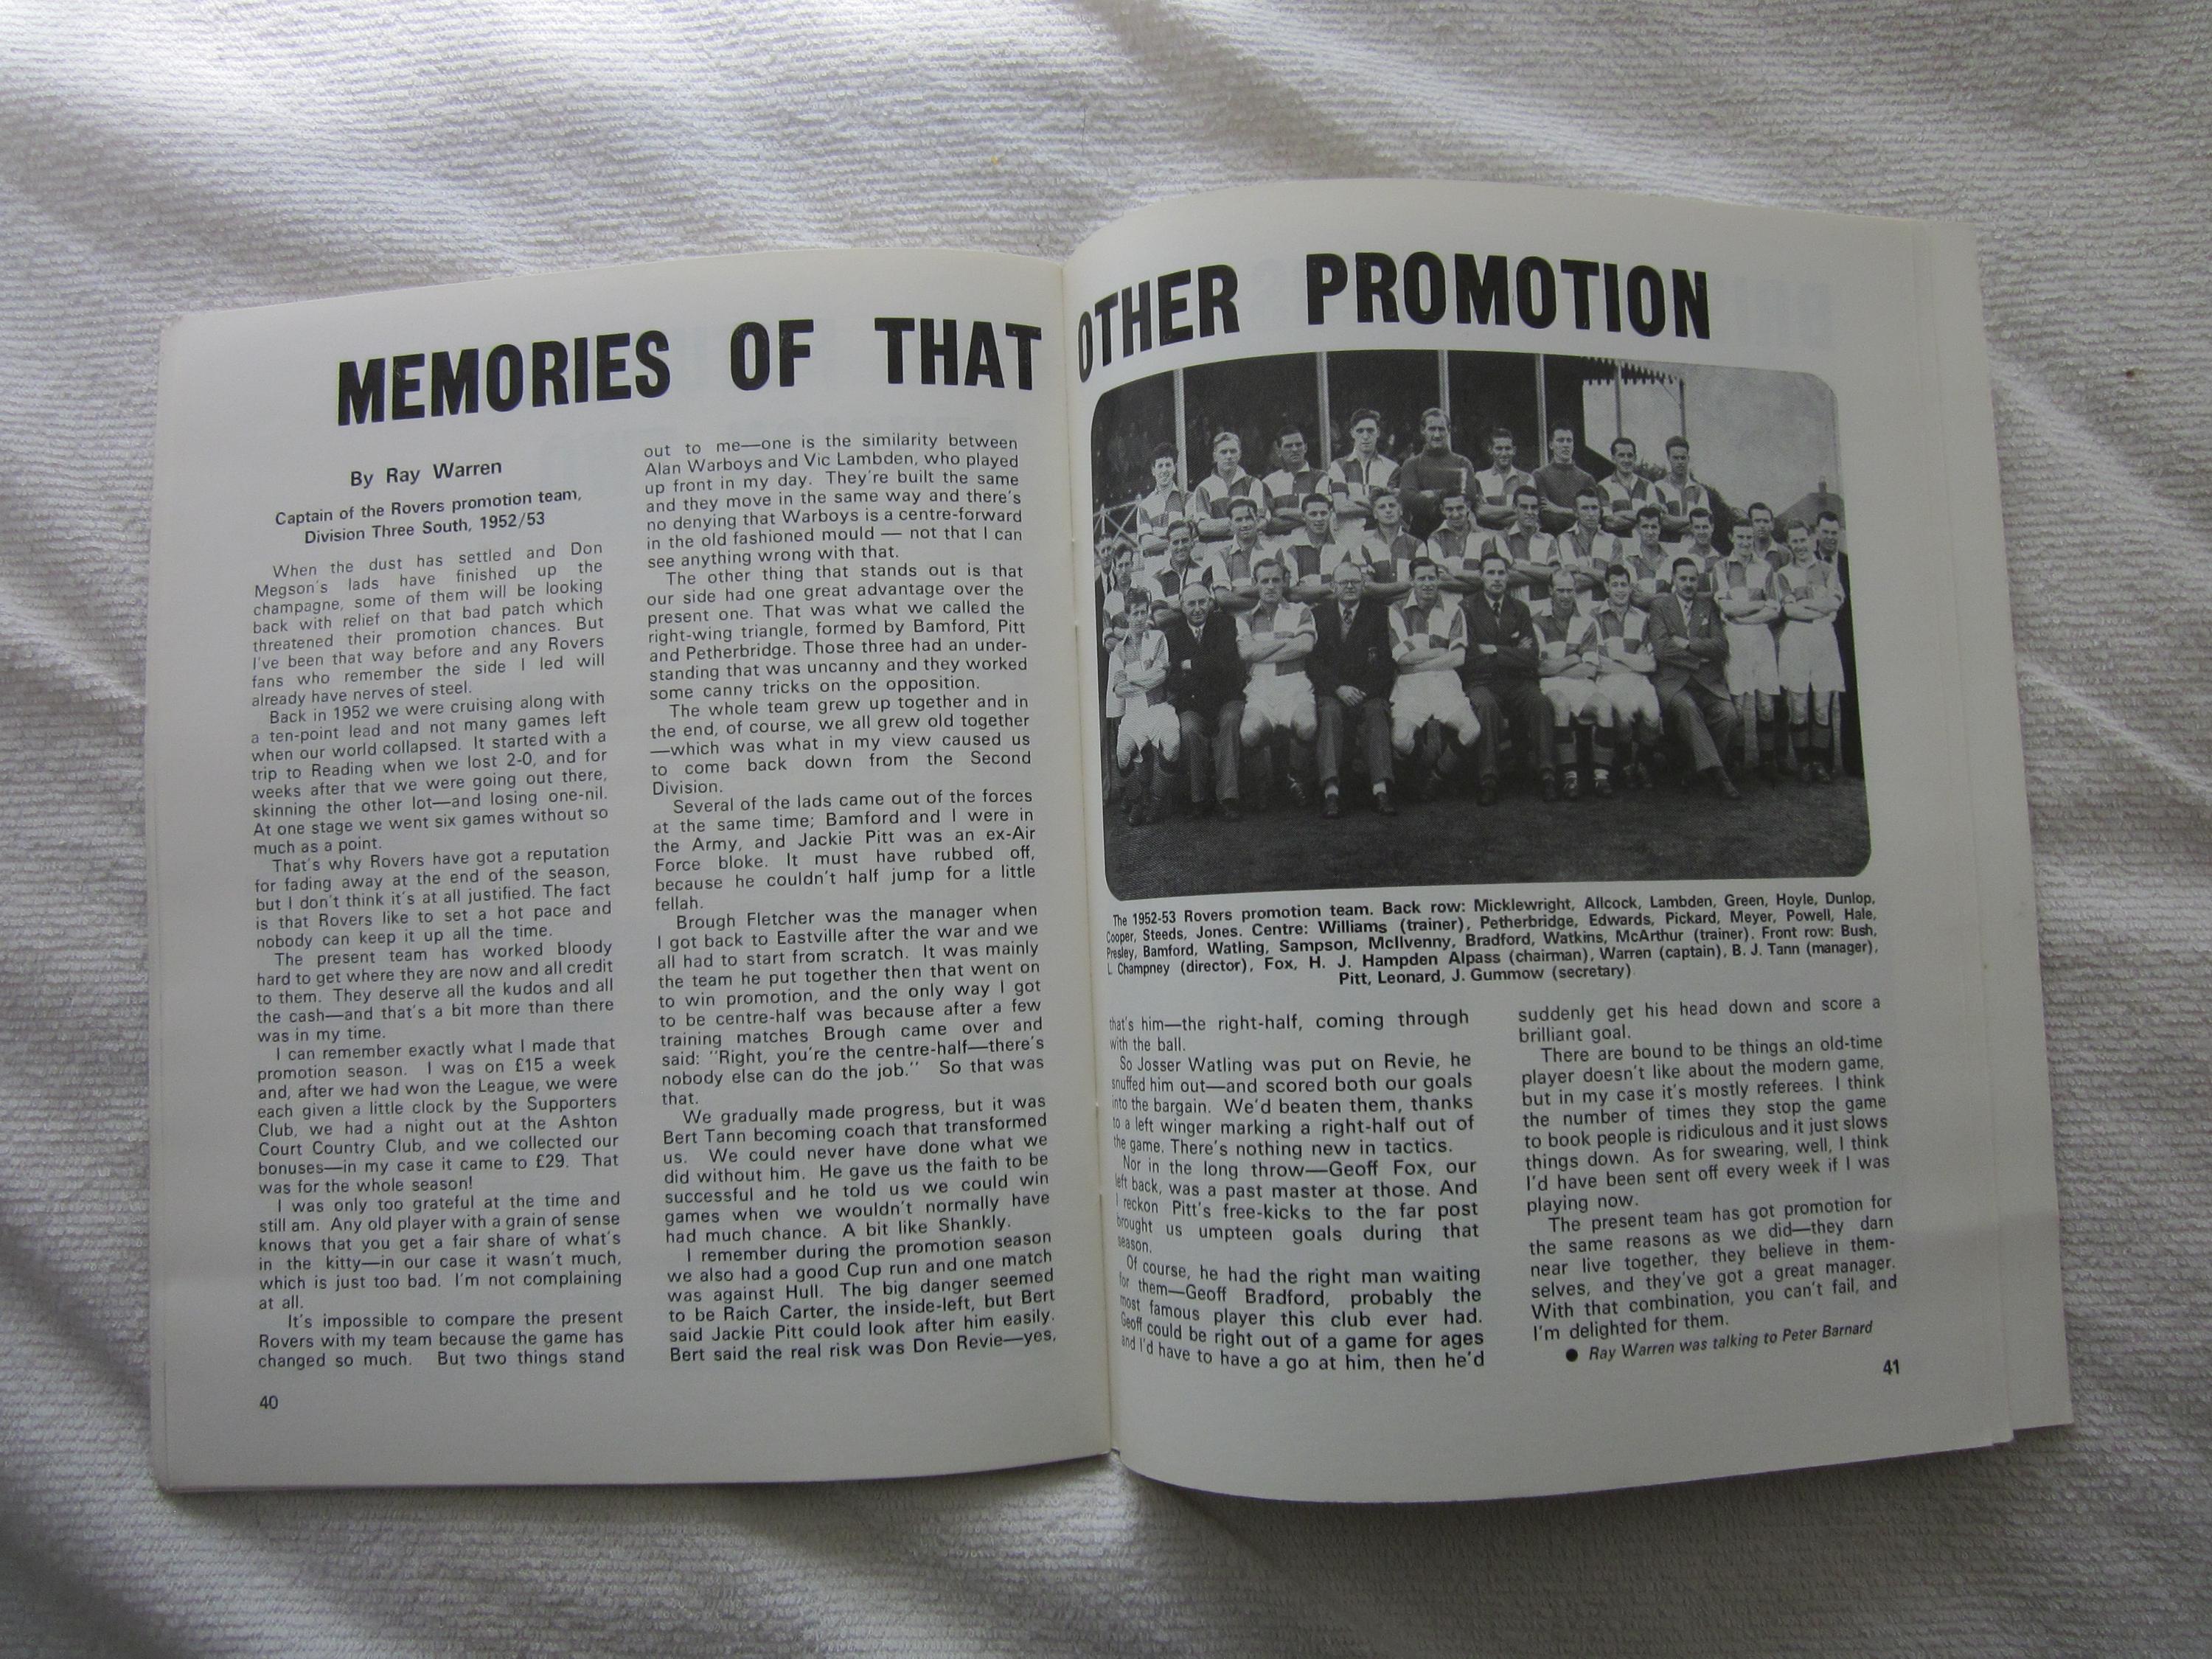 MEMORIES OF THAT OTHER PROMOTION
By Ray Warren
Captain of the Rovers promotion team,
Division Three South, 1952/53
When the dust has settled and Don
Megson's lads have finished up the
champagne, some of them will be looking
back with relief on that bad patch which
threatened their promotion chances. But
I've been that way before and any Rovers
fans who remember the side I led will
already have nerves of steel.
Back in 1952 we were cruising along with
a ten-point lead and not many games left
when our world collapsed. It started with a
trip to Reading when we lost 2-0, and for
weeks after that we were going out there,
skinning the other lot—and losing one-nil.
At one stage we went six games without so
much as a point.
That's why Rovers have got a reputation
for fading away at the end of the season,
but I don't think it's at all justified. The fact
is that Rovers like to set a hot pace and
nobody can keep it up all the time.
The present team has worked bloody
hard to get where they are now and all credit
to them. They deserve all the kudos and all
the cash—and that's a bit more than there
was in my time.
I can remember exactly what I made that
promotion season. I was on £15 a week
and, after we had won the League, we were
each given a little clock by the Supporters
Club, we had a night out at the Ashton
Court Country Club, and we collected our
bonuses—in my case it came to £29. That
was for the whole season!
I was only too grateful at the time and
still am. Any old player with a grain of sense
knows that you get a fair share of what's
in the kitty—in our case it wasn't much,
which is just too bad. I'm not complaining
at all.
It's impossible to compare the present
Rovers with my team because the game has
changed so much. But two things stand
40
out to me—one is the similarity between
Alan Warboys and Vic Lambden, who played
up front in my day. They're built the same
and they move in the same way and there's
no denying that Warboys is a centre-forward
in the old fashioned mould — not that I can
see anything wrong with that.
The other thing that stands out is that
our side had one great advantage over the
present one. That was what we called the
right-wing triangle, formed by Bamford, Pitt
and Petherbridge. Those three had an under-
standing that was uncanny and they worked
some canny tricks on the opposition.
The whole team grew up together and in
the end, of course, we all grew old together
—which was what in my view caused us
to come back down from the Second
Division.
Several of the lads came out of the forces
at the same time; Bamford and I were in
the Army, and Jackie Pitt was an ex-Air
Force bloke. It must have rubbed off,
because he couldn't half jump for a little
fellah.
Brough Fletcher was the manager when
I got back to Eastville after the war and we
all had to start from scratch. It was mainly
the team he put together then that went on
to win promotion, and the only way I got
to be centre-half was because after a few
training matches Brough came over and
said: "Right, you're the centre-half—there's
nobody else can do the job." So that was
that.
We gradually made progress, but it was
Bert Tann becoming coach that transformed
us. We could never have done what we
did without him. He gave us the faith to be
successful and he told us we could win
games when we wouldn't normally have
had much chance. A bit like Shankly.
I remember during the promotion season
we also had a good Cup run and one match
was against Hull. The big danger seemed
to be Raich Carter, the inside-left, but Bert
said Jackie Pitt could look after him easily.
Bert said the real risk was Don Revie—yes,
The 1952-53 Rovers promotion team. Back row: Micklewright, Allcock, Lambden, Green, Hoyle, Dunlop,
Cooper, Steeds, Jones. Centre: Williams (trainer), Petherbridge, Edwards, Pickard, Meyer, Powell, Hale,
Presley, Bamford, Watling, Sampson, McIlvenny, Bradford, Watkins, McArthur (trainer). Front row: Bush,
L. Champney (director), Fox, H. J. Hampden Alpass (chairman), Warren (captain), B. J. Tann (manager),
Pitt, Leonard, J. Gummow (secretary).
that's him—the right-half, coming through
with the ball.
So Josser Watling was put on Revie, he
snuffed him out—and scored both our goals
into the bargain. We'd beaten them, thanks
to a left winger marking a right-half out of
the game. There's nothing new in tactics.
Nor in the long throw—Geoff Fox, our
left back, was a past master at those. And
I reckon Pitt's free-kicks to the far post
brought us umpteen goals during that
season.
Of course, he had the right man waiting
for them—Geoff Bradford, probably the
most famous player this club ever had.
Geoff could be right out of a game for ages
and I'd have to have a go at him, then he'd
suddenly get his head down and score a
brilliant goal.
There are bound to be things an old-time
player doesn't like about the modern game,
but in my case it's mostly referees. I think
the number of times they stop the game
to book people is ridiculous and it just slows
things down. As for swearing, well, I think
I'd have been sent off every week if I was
playing now.
The present team has got promotion for
the same reasons as we did—they darn
near live together, they believe in them-
selves, and they've got a great manager.
With that combination, you can't fail, and
I'm delighted for them.
● Ray Warren was talking to Peter Barnard
41